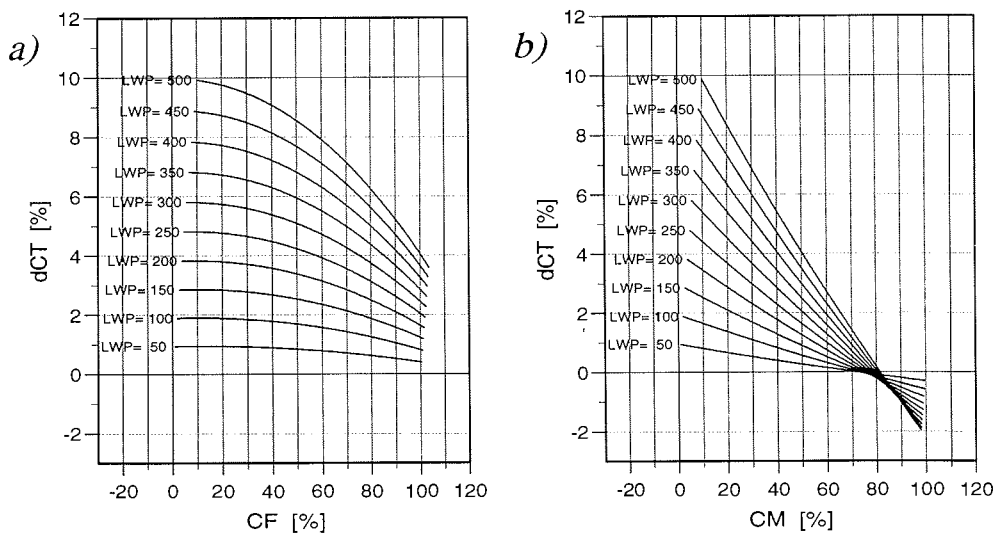 a)
dCT [%]
12
10
8
6
4
2
0
-2
LWP= 500
LWP= 450
LWP= 400
LWP= 350
LWP= 300
LWP= 250
LWP= 200
LWP= 150
LWP= 100
LWP= 50
-20 0 20 40 60 80 100 120
CF [%]
b)
dCT [%]
12
10
8
6
4
2
0
-2
LWP= 500
LWP= 450
LWP= 400
LWP= 350
LWP= 300
LWP= 250
LWP= 200
LWP= 150
LWP= 100
LWP= 50
-20 0 20 40 60 80 100 120
CM [%]